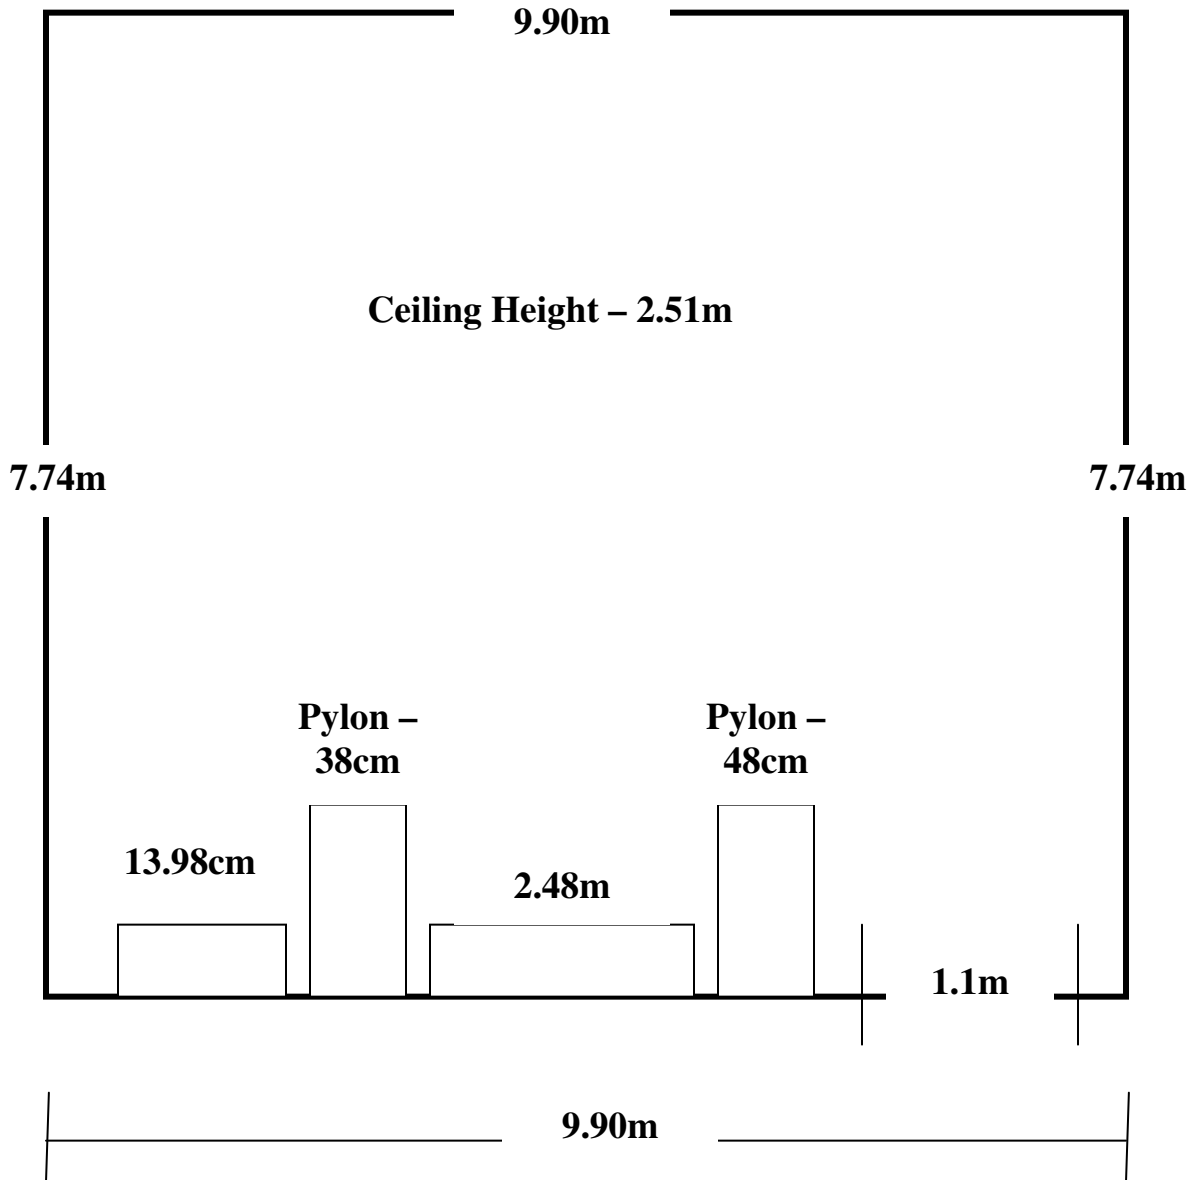 9.90m
Ceiling Height – 2.51m
7.74m
7.74m
Pylon –
38cm
Pylon –
48cm
13.98cm
2.48m
1.1m
9.90m